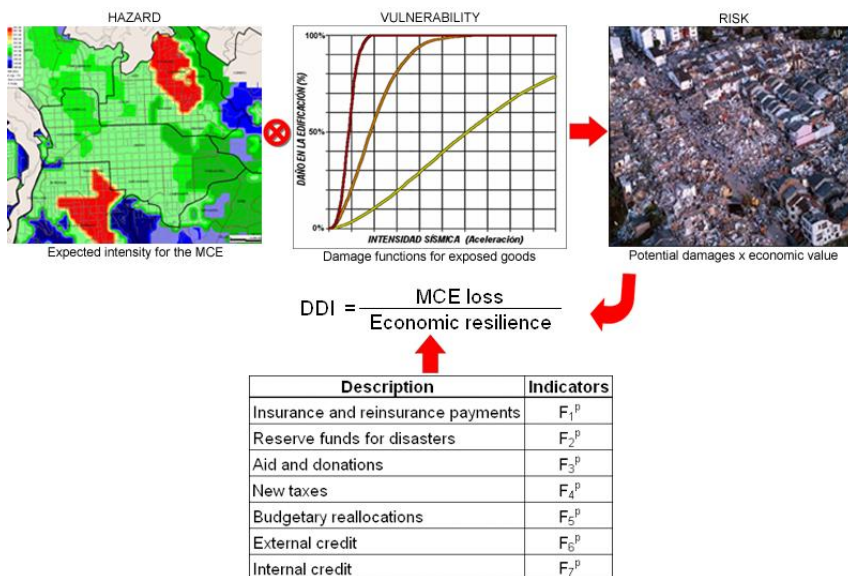 HAZARD
VULNERABILITY
RISK
AP
DAÑO EN LA EDIFICACIÓN (%)
100%
50%
0%
INTENSIDAD SÍSMICA (Aceleración)
Expected intensity for the MCE
Damage functions for exposed goods
Potential damages x economic value
DDI = MCE loss
Economic resilience
Description Indicators
Insurance and reinsurance payments F₁ᵖ
Reserve funds for disasters F₂ᵖ
Aid and donations F₃ᵖ
New taxes F₄ᵖ
Budgetary reallocations F₅ᵖ
External credit F₆ᵖ
Internal credit F₇ᵖ